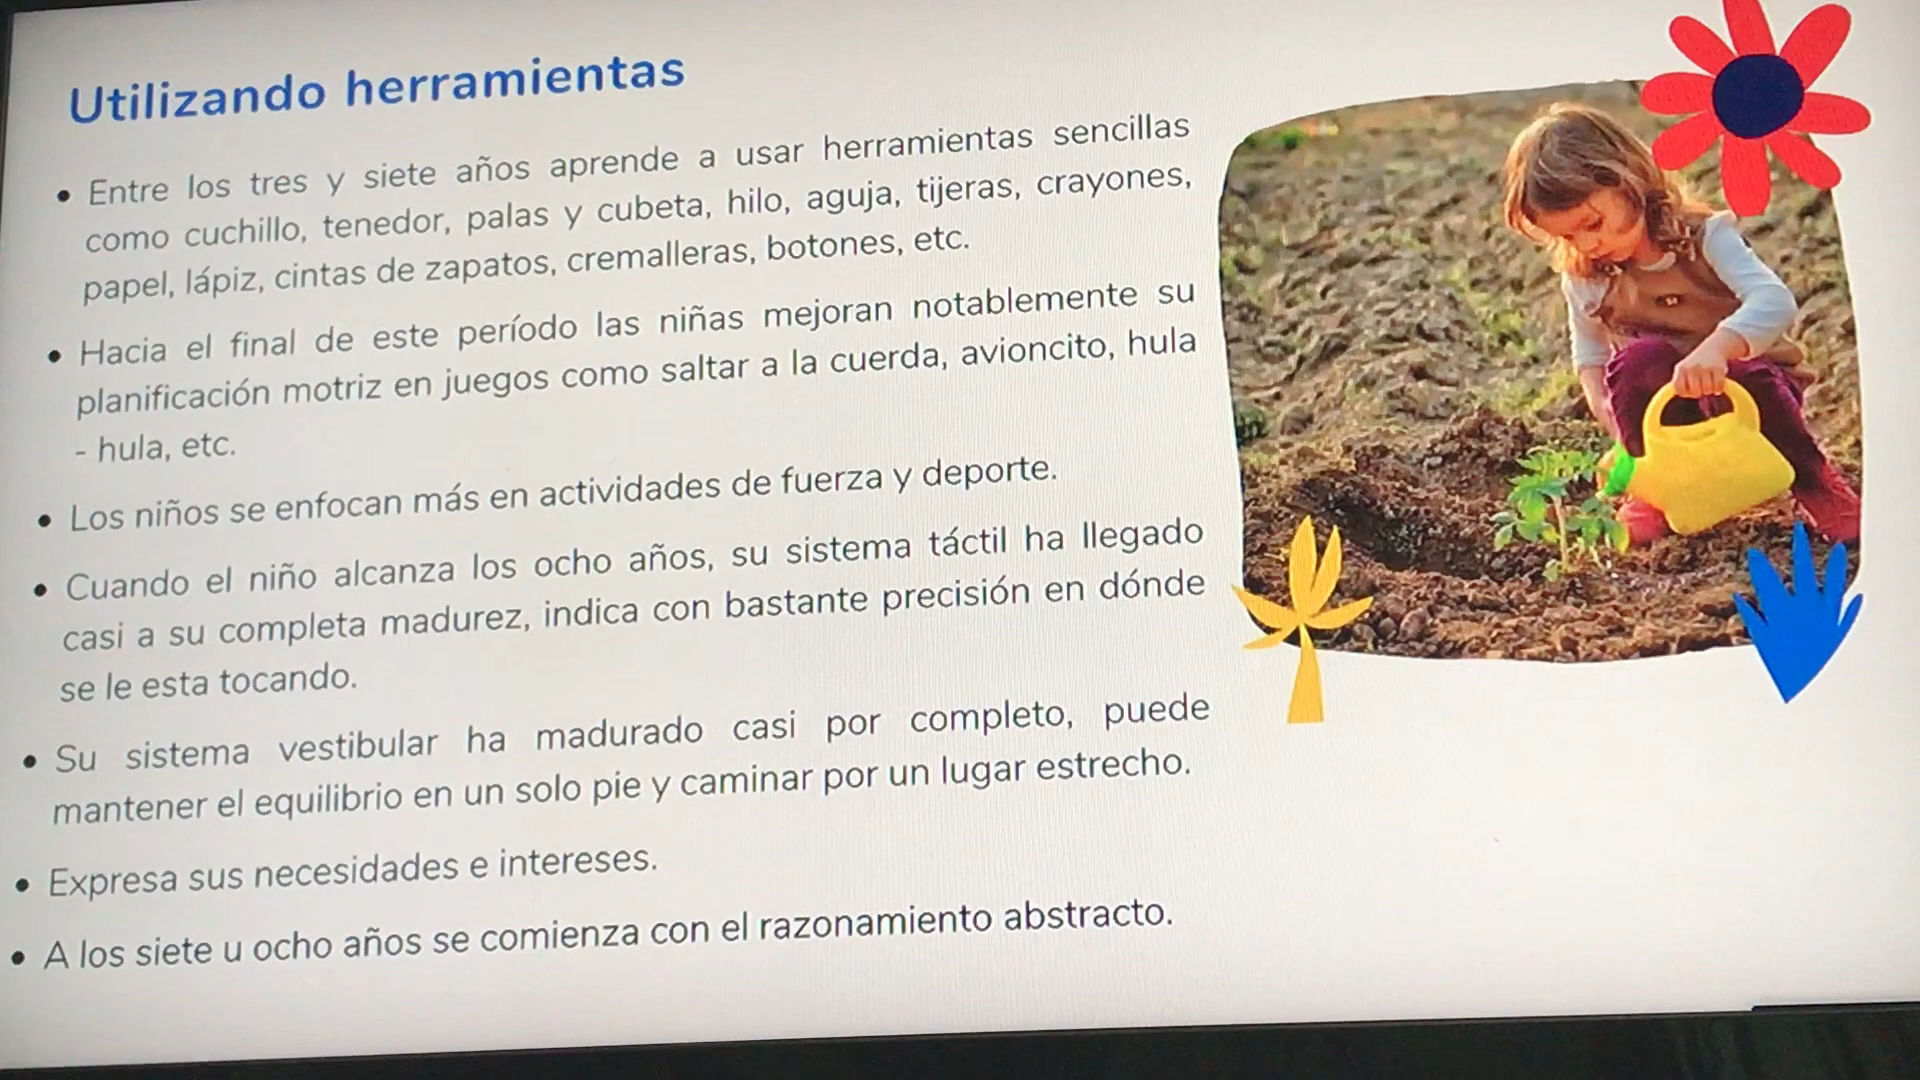 Utilizando herramientas
• Entre los tres y siete años aprende a usar herramientas sencillas
como cuchillo, tenedor, palas y cubeta, hilo, aguja, tijeras, crayones,
papel, lápiz, cintas de zapatos, cremalleras, botones, etc.
• Hacia el final de este período las niñas mejoran notablemente su
planificación motriz en juegos como saltar a la cuerda, avioncito, hula
- hula, etc.
• Los niños se enfocan más en actividades de fuerza y deporte.
• Cuando el niño alcanza los ocho años, su sistema táctil ha llegado
casi a su completa madurez, indica con bastante precisión en dónde
se le esta tocando.
• Su sistema vestibular ha madurado casi por completo, puede
mantener el equilibrio en un solo pie y caminar por un lugar estrecho.
• Expresa sus necesidades e intereses.
• A los siete u ocho años se comienza con el razonamiento abstracto.